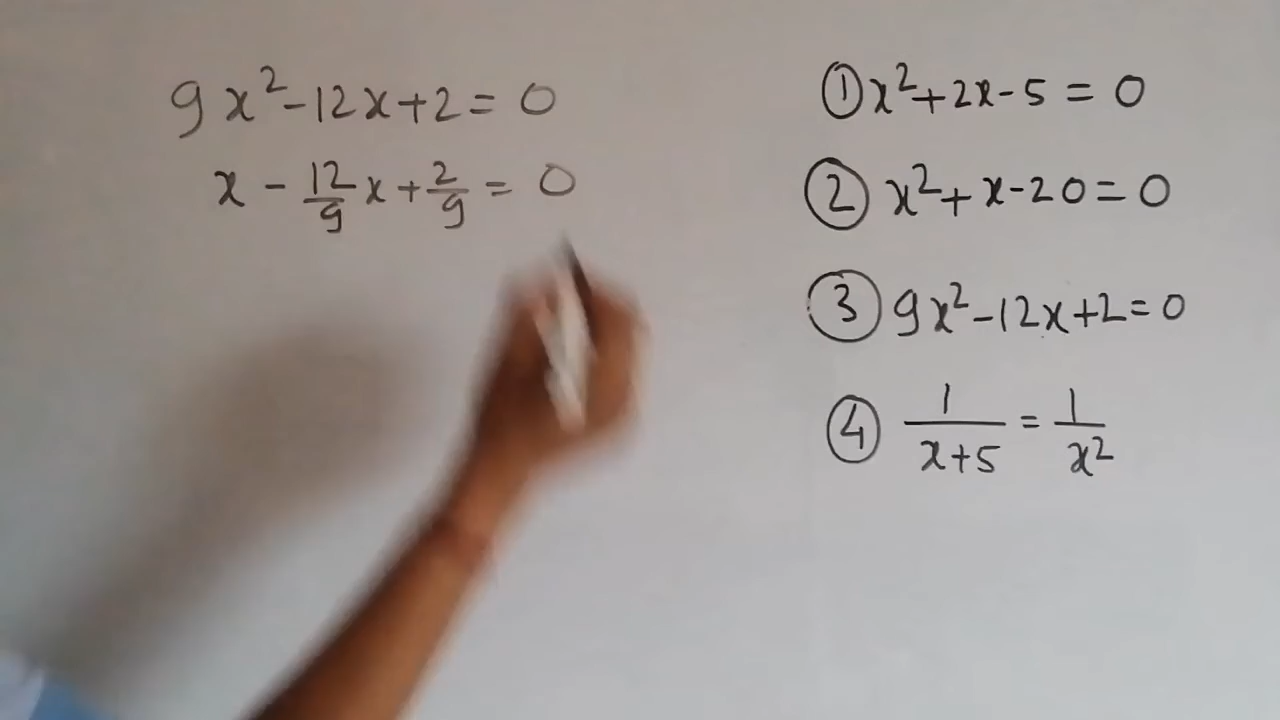 9x²-12x+2=0
x - 12/9 x + 2/9 = 0
① x²+2x-5=0
② x²+x-20=0
③ 9x²-12x+2=0
④ 1/(x+5) = 1/x²